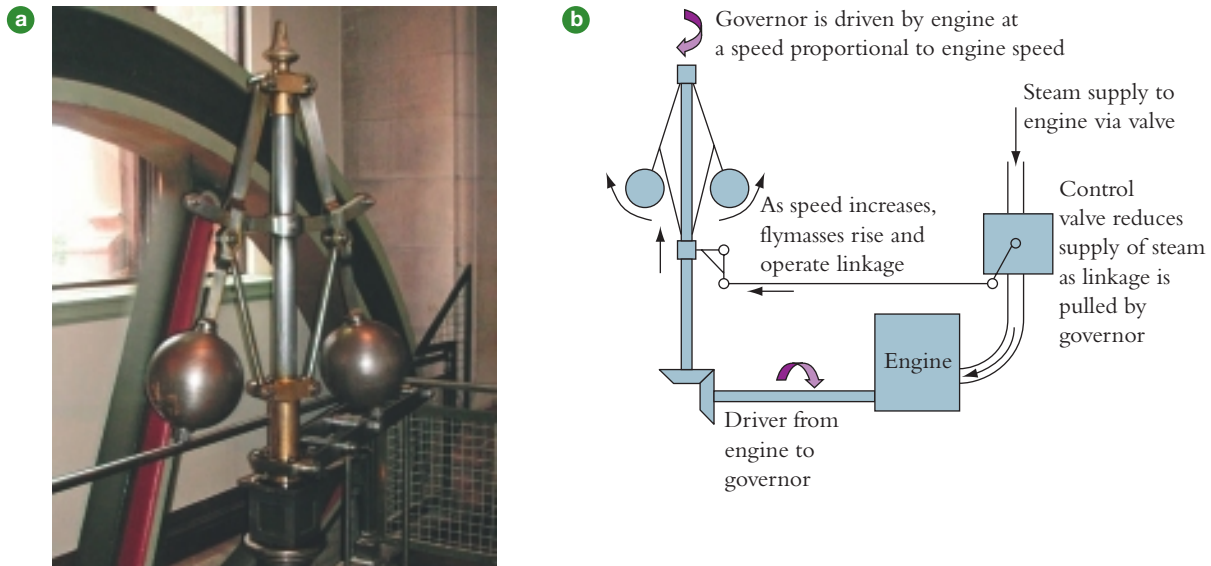 a
b
Governor is driven by engine at
a speed proportional to engine speed
Steam supply to
engine via valve
As speed increases,
flymasses rise and
operate linkage
Control
valve reduces
supply of steam
as linkage is
pulled by
governor
Engine
Driver from
engine to
governor